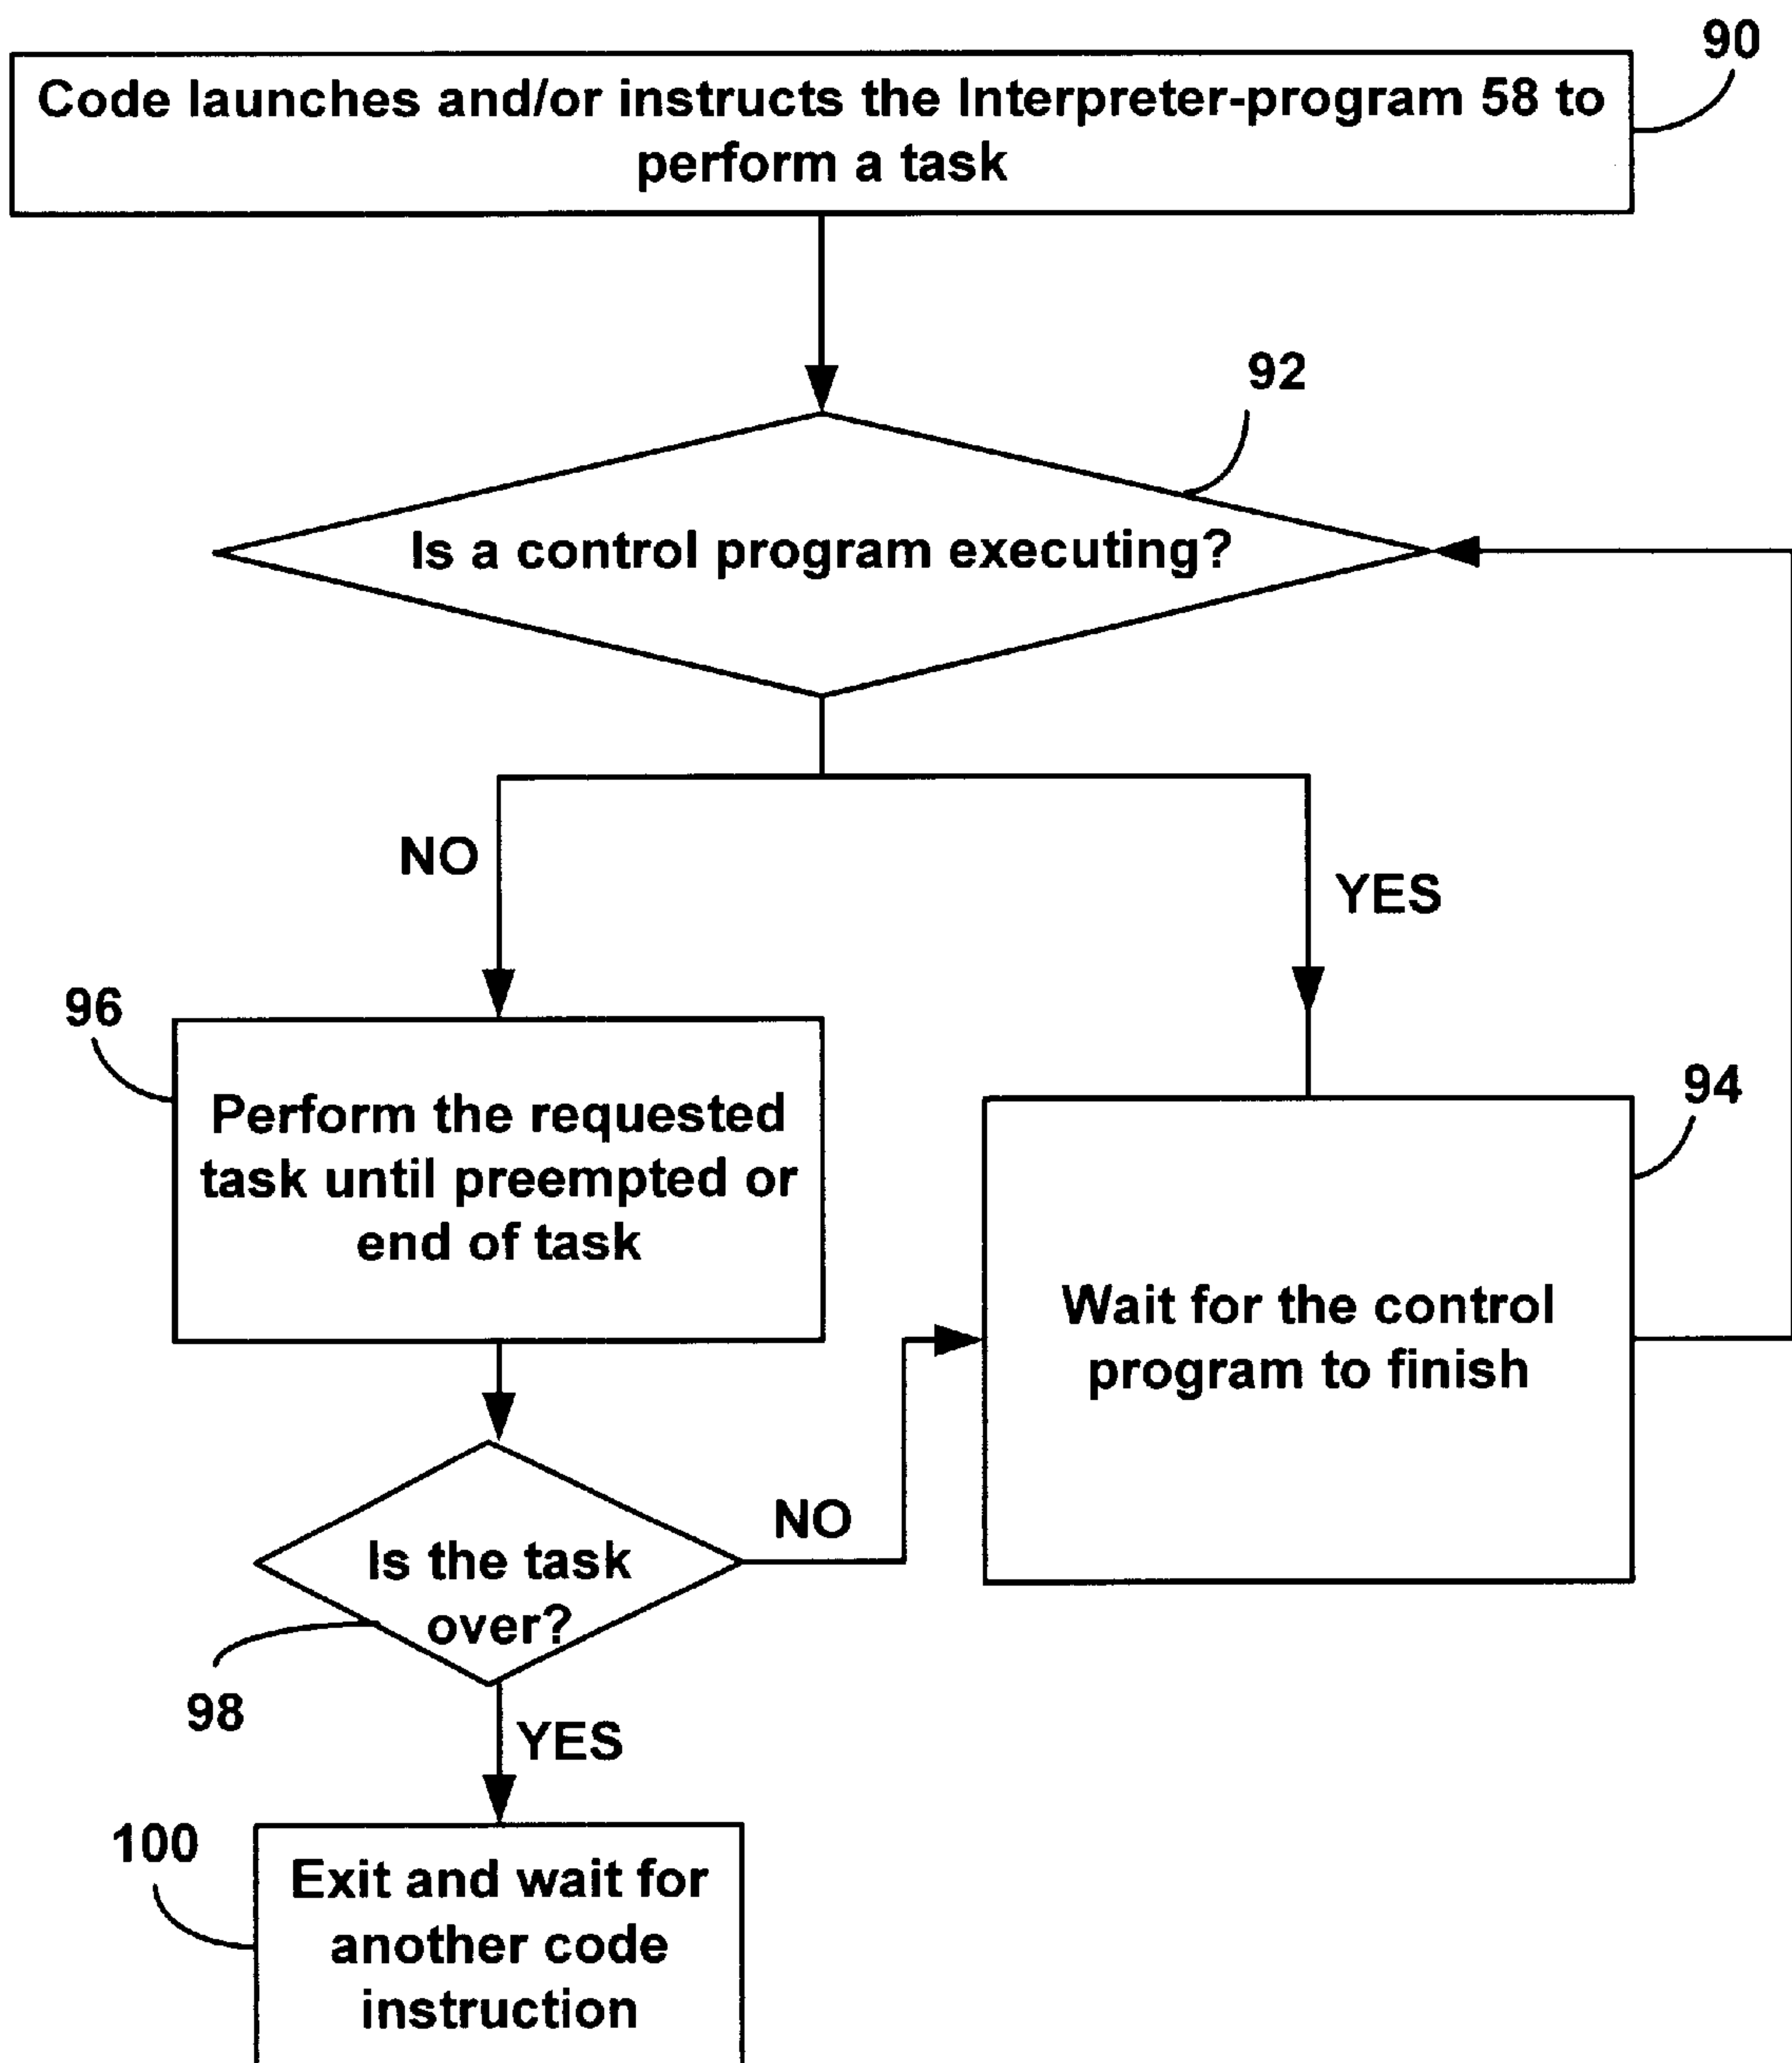 90
Code launches and/or instructs the Interpreter-program 58 to
perform a task
92
Is a control program executing?
NO
YES
96
Perform the requested
task until preempted or
end of task
94
Wait for the control
program to finish
NO
Is the task
over?
98
YES
100
Exit and wait for
another code
instruction